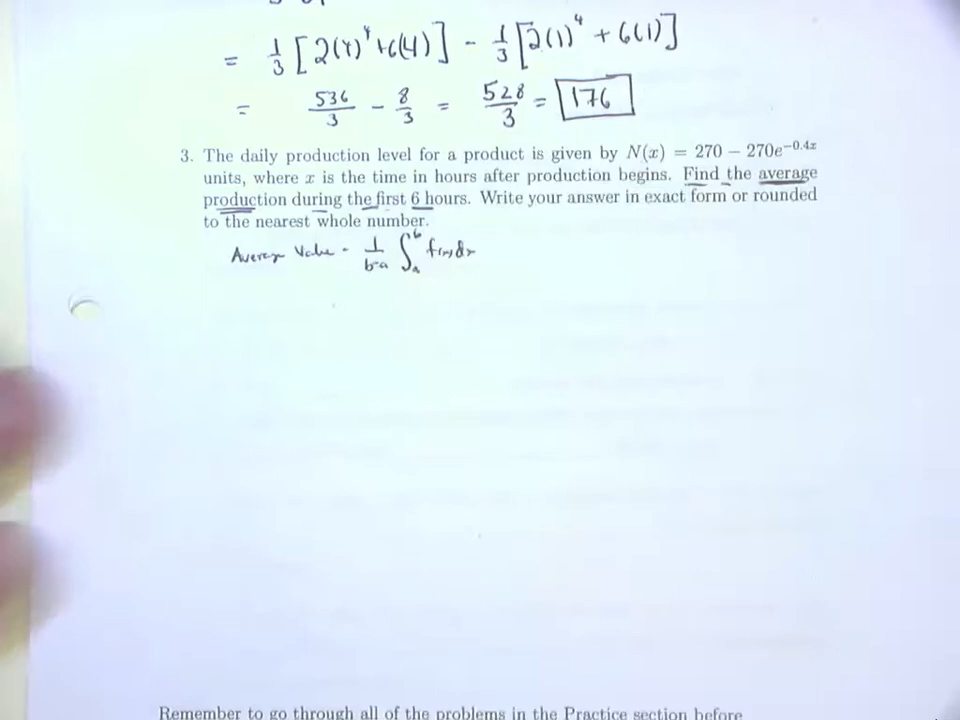 = 1/3 [2(4)⁴+6(4)] - 1/3 [2(1)⁴ + 6(1)]
= 536/3 - 8/3 = 528/3 = 176
3. The daily production level for a product is given by N(x) = 270 − 270e^{−0.4x}
units, where x is the time in hours after production begins. Find the average
production during the first 6 hours. Write your answer in exact form or rounded
to the nearest whole number.
Average Value = 1/(b-a) ∫_a^b f(x)dx
Remember to go through all of the problems in the Practice section before